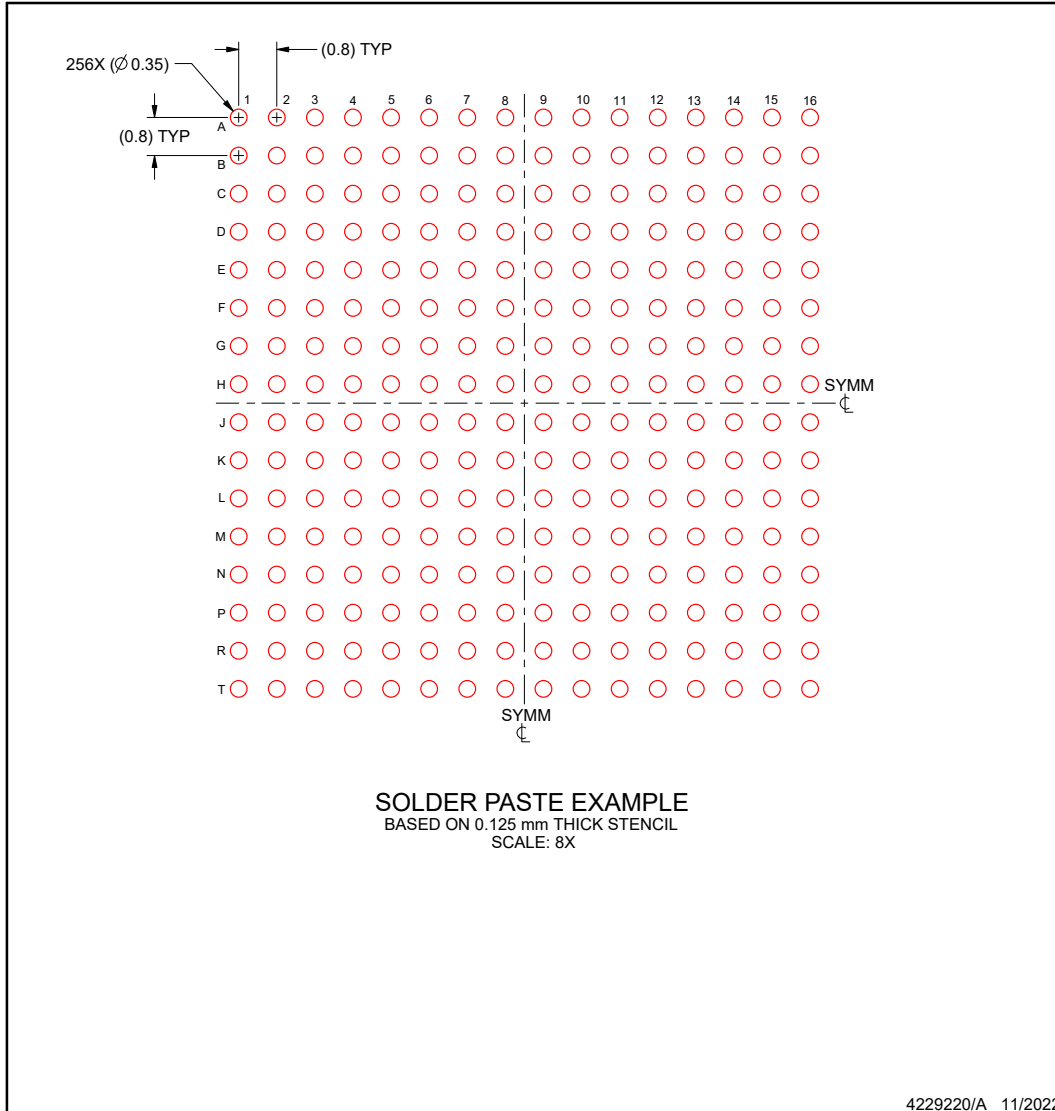 (0.8) TYP
256X (∅ 0.35)
1 2 3 4 5 6 7 8 9 10 11 12 13 14 15 16
A
(0.8) TYP
B
C
D
E
F
G
H
SYMM
℄
J
K
L
M
N
P
R
T
SYMM
℄
SOLDER PASTE EXAMPLE
BASED ON 0.125 mm THICK STENCIL
SCALE: 8X
4229220/A 11/2022